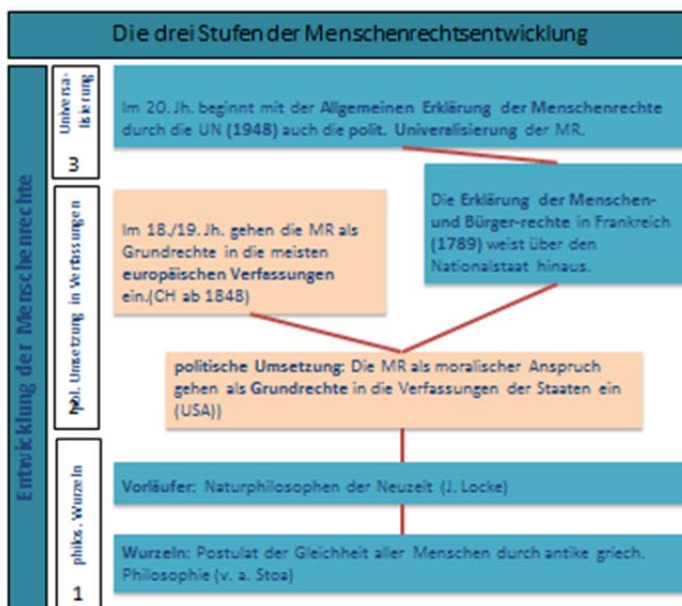 Die drei Stufen der Menschenrechtsentwicklung
Entwicklung der Menschenrechte
Universa-
lisierung
3
Im 20. Jh. beginnt mit der Allgemeinen Erklärung der Menschenrechte
durch die UN (1948) auch die polit. Univeralisierung der MR.
pol. Umsetzung in Verfassungen
2
Im 18./19. Jh. gehen die MR als
Grundrechte in die meisten
europäischen Verfassungen
ein.(CH ab 1848)
Die Erklärung der Menschen-
und Bürger-rechte in Frankreich
(1789) weist über den
Nationalstaat hinaus.
politische Umsetzung: Die MR als moralischer Anspruch
gehen als Grundrechte in die Verfassungen der Staaten ein
(USA))
philos. Wurzeln
1
Vorläufer: Naturphilosophen der Neuzeit (J. Locke)
Wurzeln: Postulat der Gleichheit aller Menschen durch antike griech.
Philosophie (v. a. Stoa)